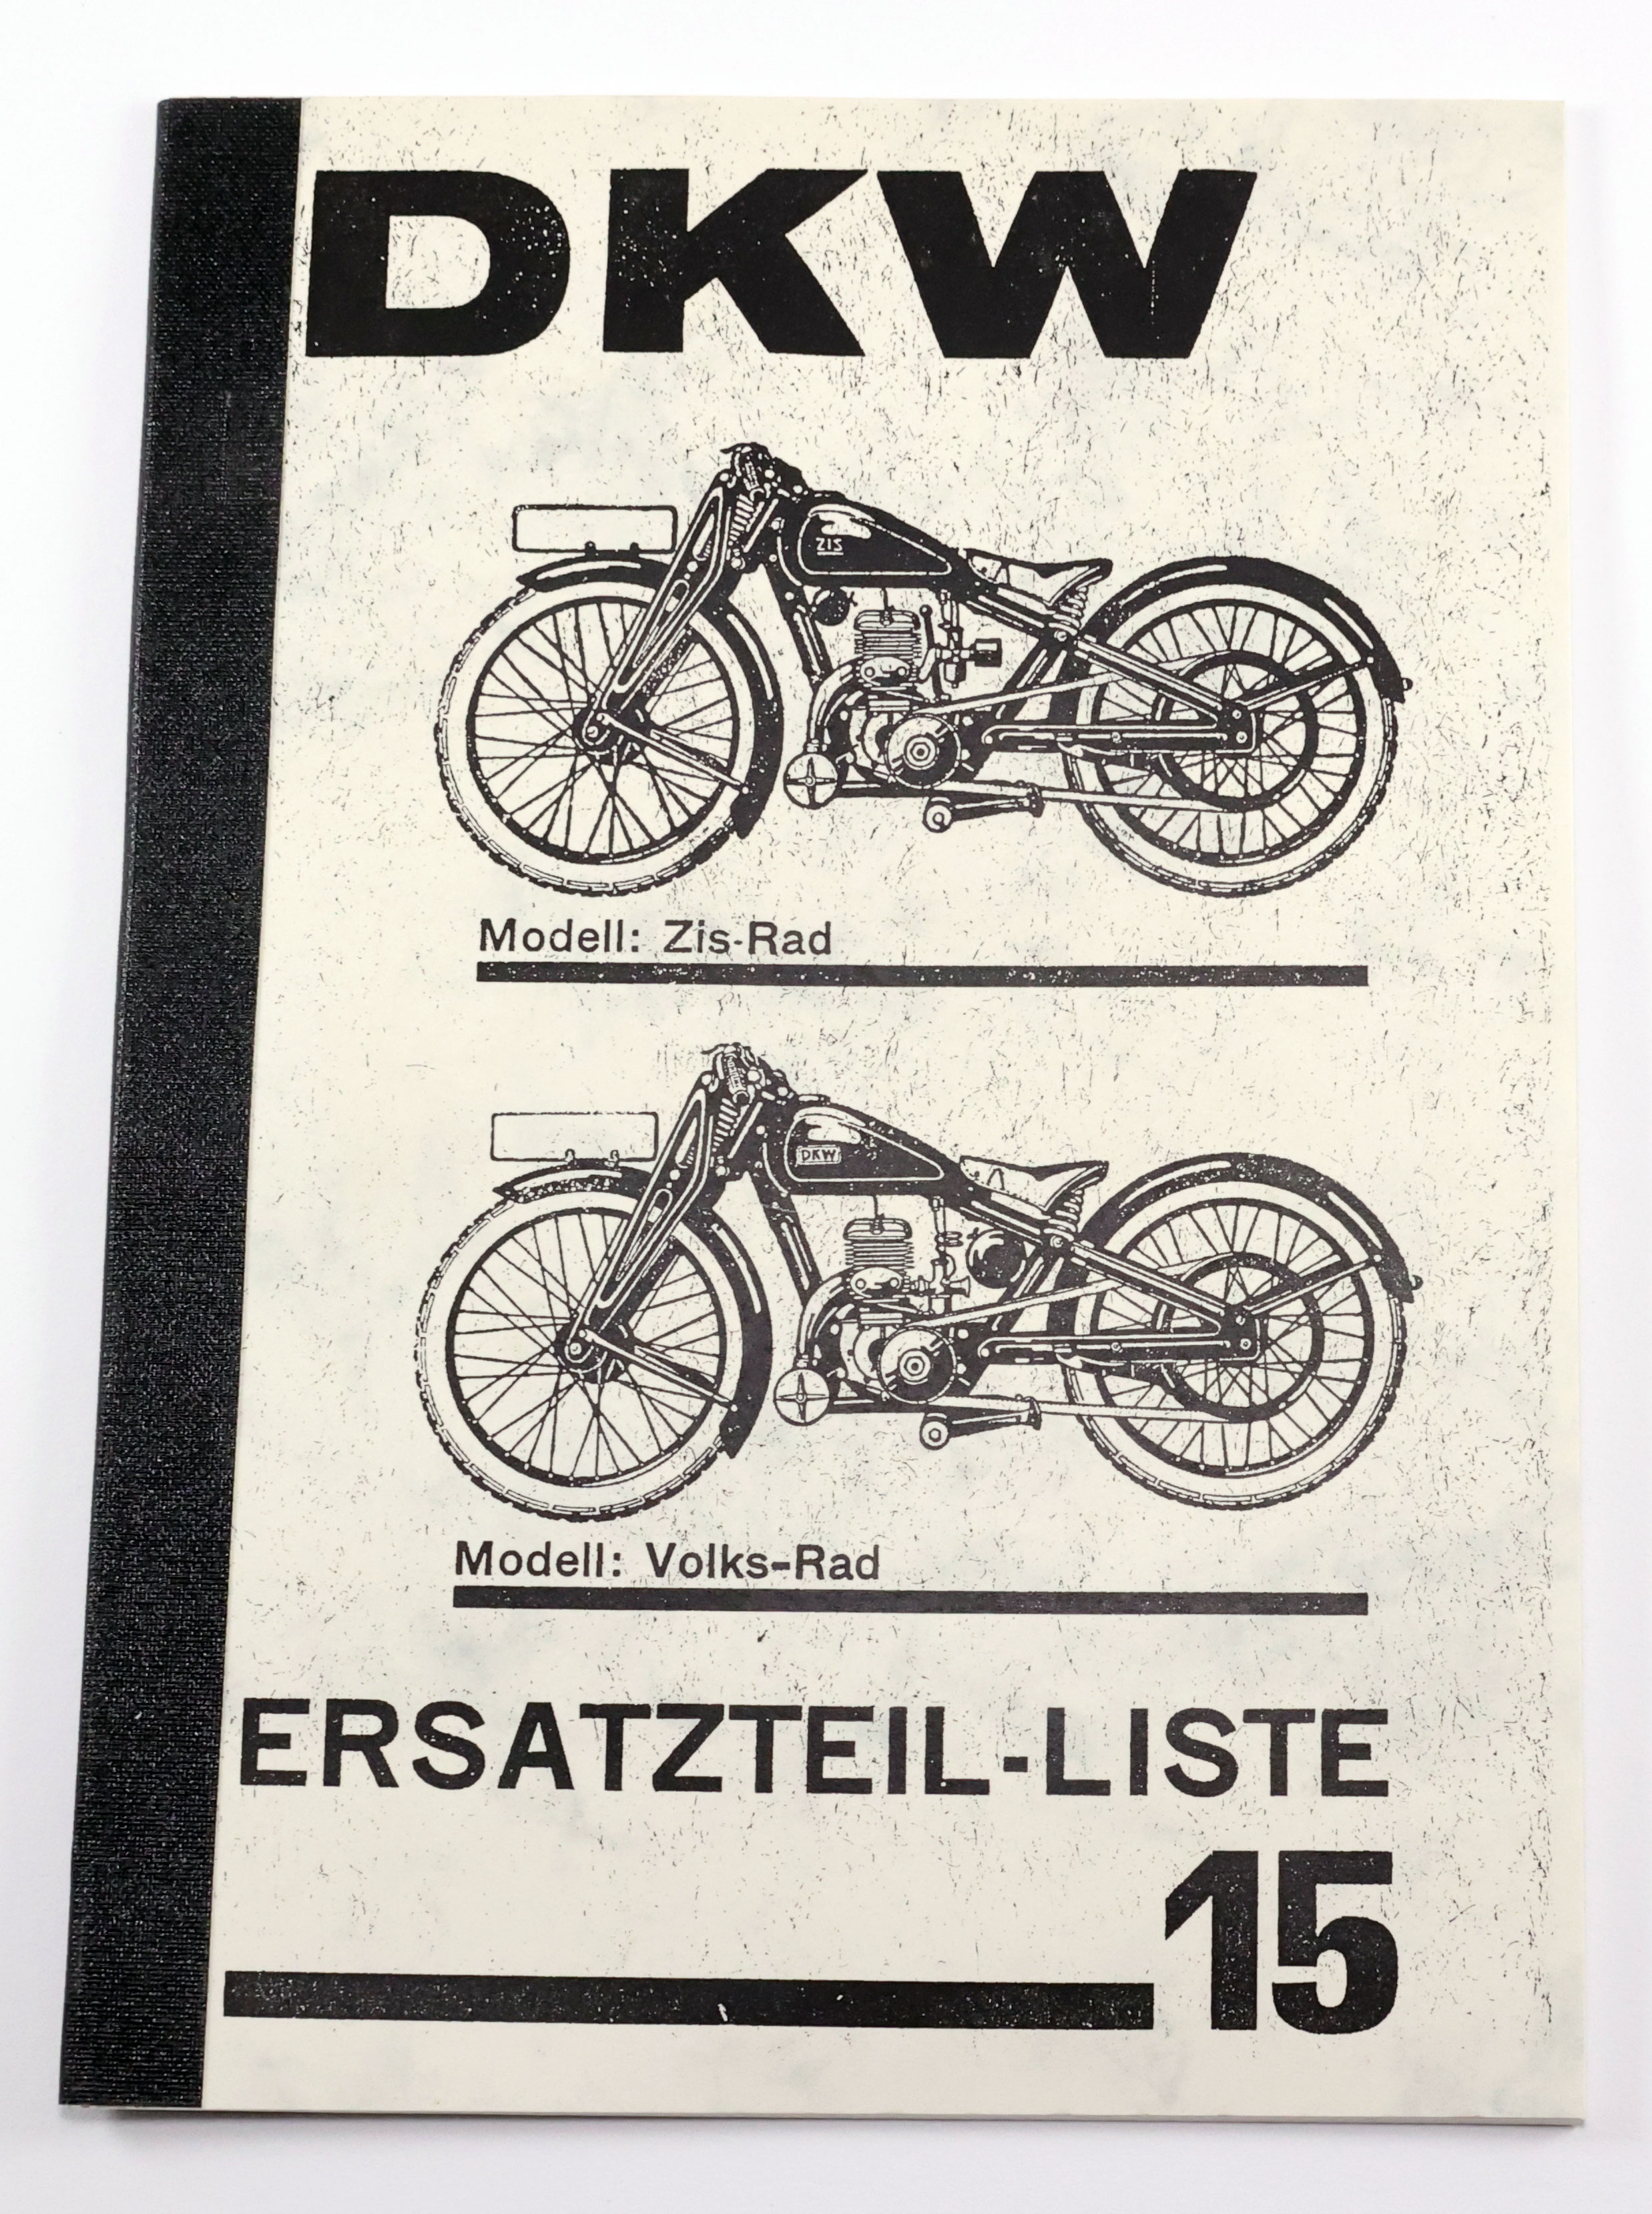 DKW
ZIS
Modell: Zis-Rad
DKW
Modell: Volks-Rad
ERSATZTEIL-LISTE
15